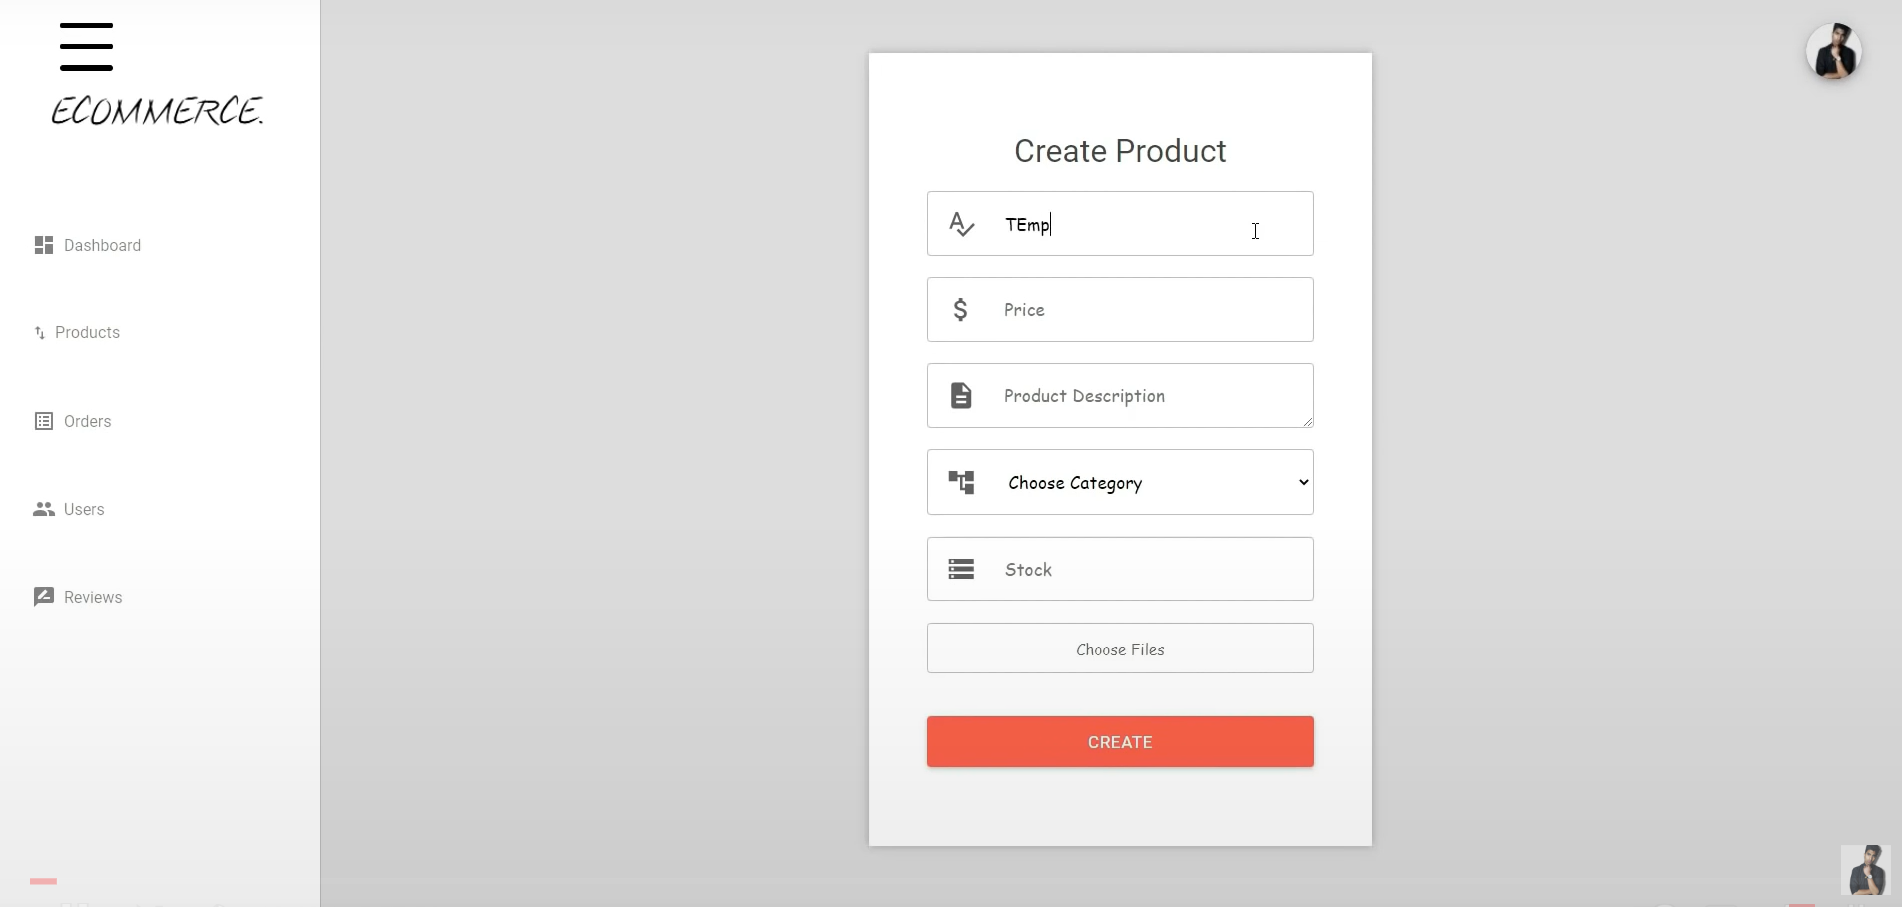 ECOMMERCE.
Dashboard
Products
Orders
Users
Reviews
Create Product
TEmp
Price
Product Description
Choose Category
Stock
Choose Files
CREATE